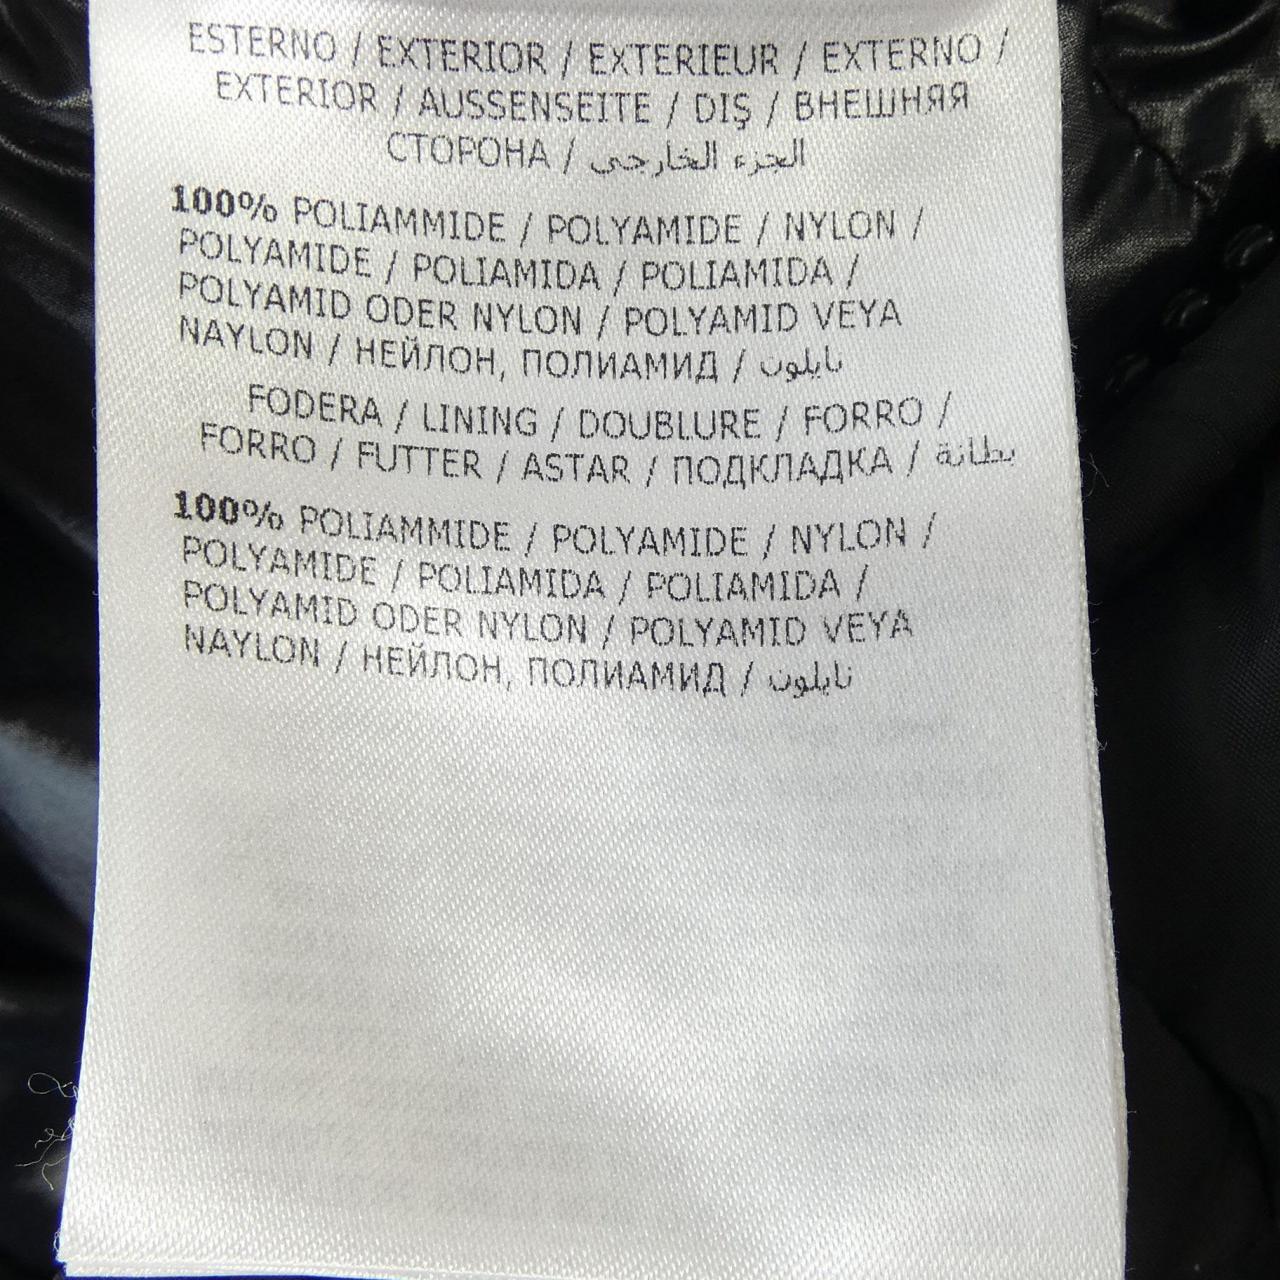 ESTERNO / EXTERIOR / EXTERIEUR / EXTERNO /
EXTERIOR / AUSSENSEITE / DIŞ / ВНЕШНЯЯ
СТОРОНА / الجزء الخارجي
100% POLIAMMIDE / POLYAMIDE / NYLON /
POLYAMIDE / POLIAMIDA / POLIAMIDA /
POLYAMID ODER NYLON / POLYAMID VEYA
NAYLON / НЕЙЛОН, ПОЛИАМИД / نايلون
FODERA / LINING / DOUBLURE / FORRO /
FORRO / FUTTER / ASTAR / ПОДКЛАДКА / بطانة
100% POLIAMMIDE / POLYAMIDE / NYLON /
POLYAMIDE / POLIAMIDA / POLIAMIDA /
POLYAMID ODER NYLON / POLYAMID VEYA
NAYLON / НЕЙЛОН, ПОЛИАМИД / نايلون